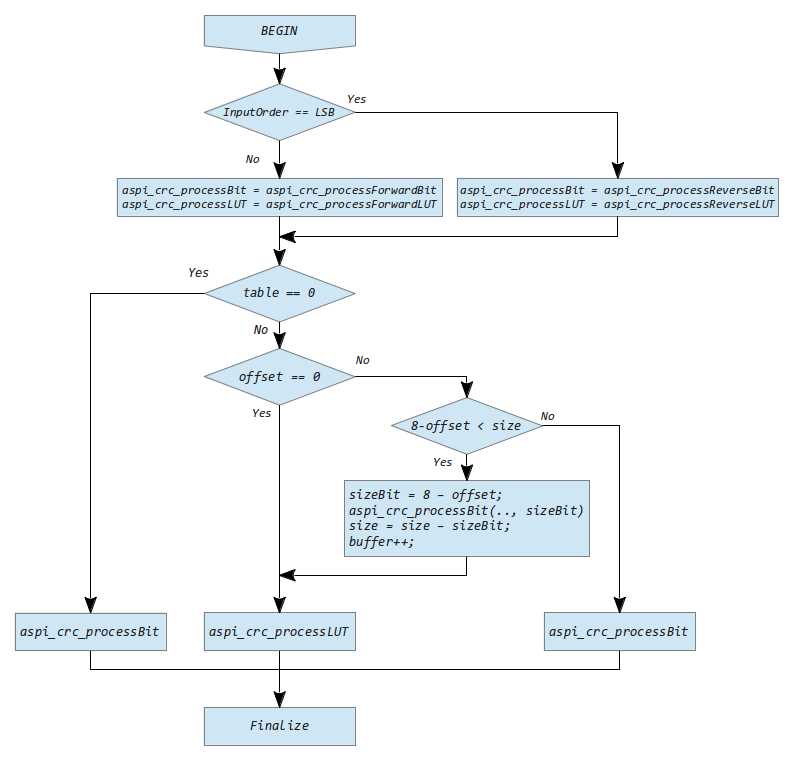 BEGIN
InputOrder == LSB
Yes
No
aspi_crc_processBit = aspi_crc_processForwardBit
aspi_crc_processLUT = aspi_crc_processForwardLUT
aspi_crc_processBit = aspi_crc_processReverseBit
aspi_crc_processLUT = aspi_crc_processReverseLUT
Yes
table == 0
No
offset == 0
No
Yes
8-offset < size
No
Yes
sizeBit = 8 – offset;
aspi_crc_processBit(.., sizeBit)
size = size – sizeBit;
buffer++;
aspi_crc_processBit
aspi_crc_processLUT
aspi_crc_processBit
Finalize